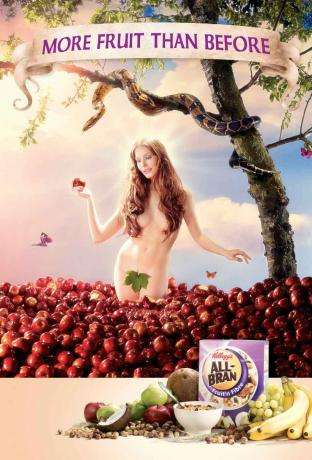 MORE FRUIT THAN BEFORE
Kellogg's
ALL-
BRAN